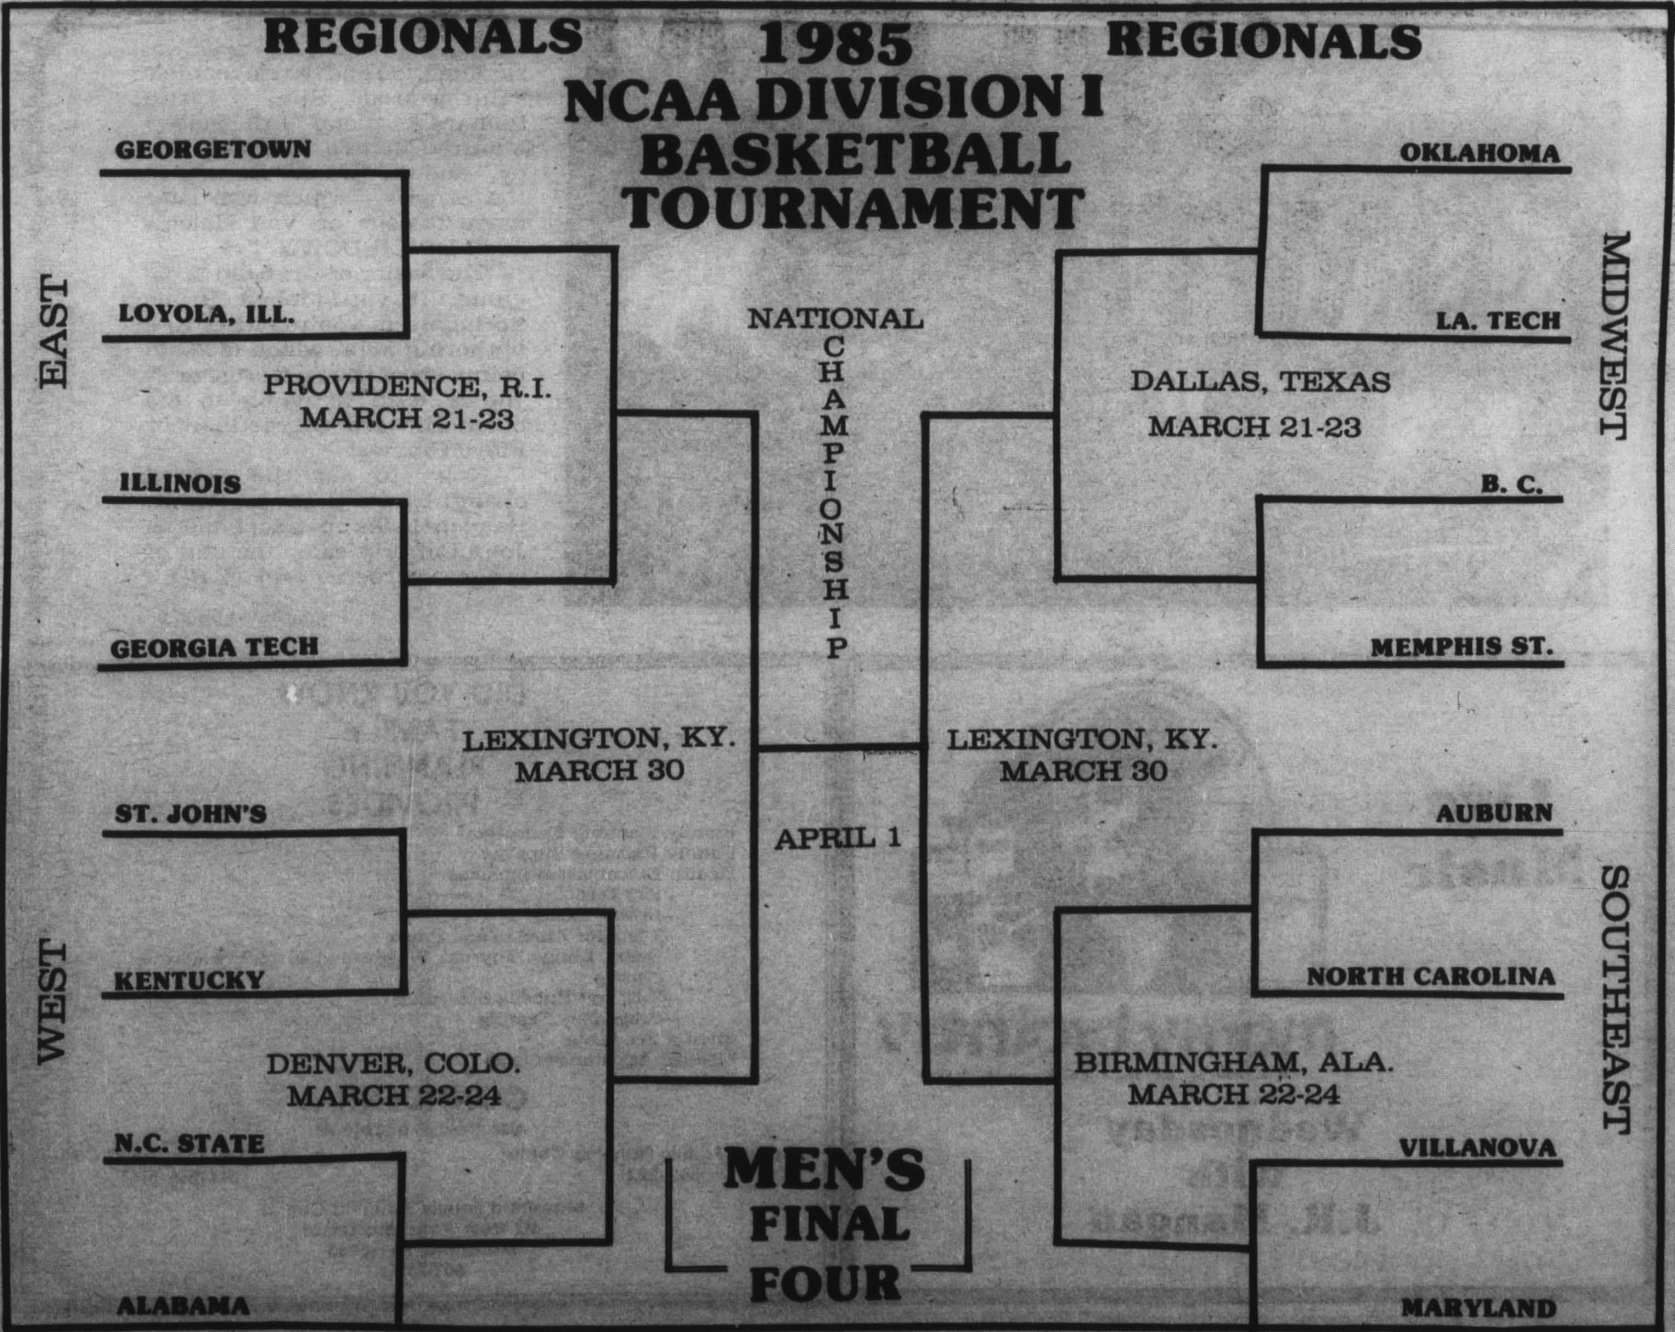 REGIONALS
1985
NCAA DIVISION I
BASKETBALL
TOURNAMENT
REGIONALS
EAST
GEORGETOWN
LOYOLA, ILL.
PROVIDENCE, R.I.
MARCH 21-23
ILLINOIS
GEORGIA TECH
WEST
ST. JOHN'S
KENTUCKY
DENVER, COLO.
MARCH 22-24
N.C. STATE
ALABAMA
LEXINGTON, KY.
MARCH 30
NATIONAL
CHAMPIONSHIP
APRIL 1
LEXINGTON, KY.
MARCH 30
MIDWEST
OKLAHOMA
LA. TECH
DALLAS, TEXAS
MARCH 21-23
B. C.
MEMPHIS ST.
SOUTHEAST
AUBURN
NORTH CAROLINA
BIRMINGHAM, ALA.
MARCH 22-24
VILLANOVA
MARYLAND
MEN'S
FINAL
FOUR